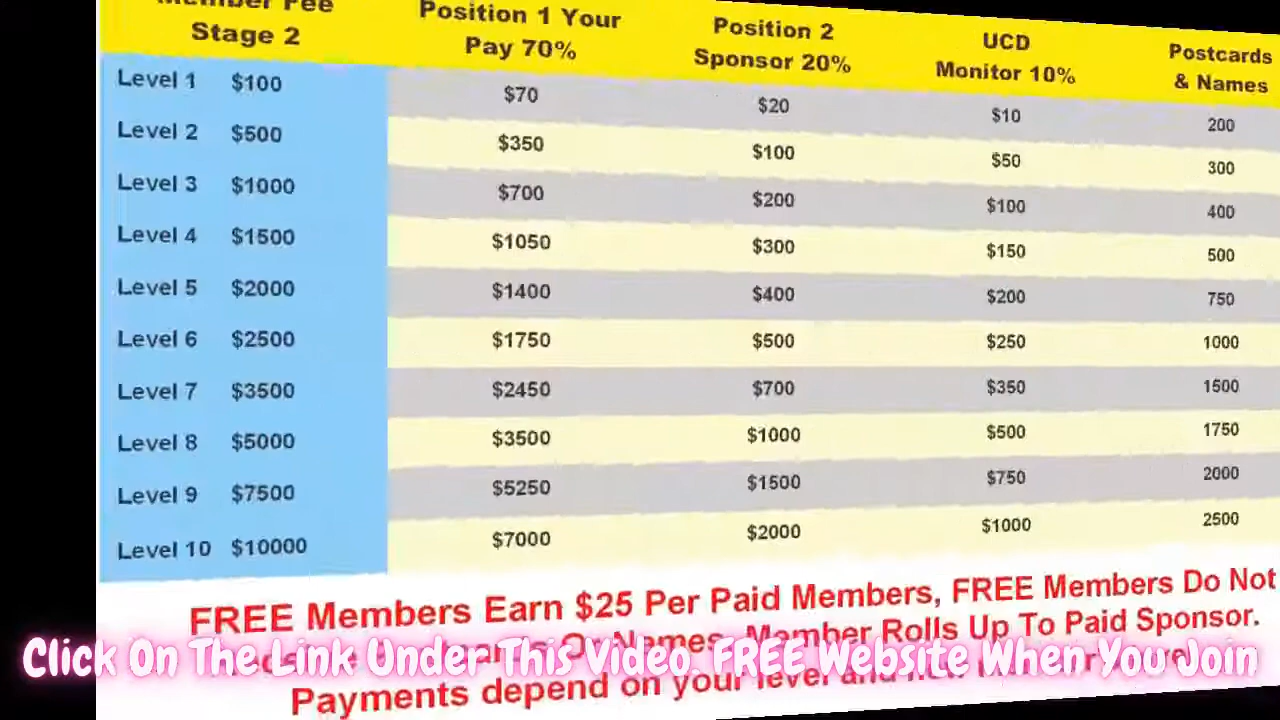 Member Fee
Stage 2
Position 1 Your
Pay 70%
Position 2
Sponsor 20%
UCD
Monitor 10%
Postcards
& Names
Level 1 $100 $70 $20 $10 200
Level 2 $500 $350 $100 $50 300
Level 3 $1000 $700 $200 $100 400
Level 4 $1500 $1050 $300 $150 500
Level 5 $2000 $1400 $400 $200 750
Level 6 $2500 $1750 $500 $250 1000
Level 7 $3500 $2450 $700 $350 1500
Level 8 $5000 $3500 $1000 $500 1750
Level 9 $7500 $5250 $1500 $750 2000
Level 10 $10000 $7000 $2000 $1000 2500
FREE Members Earn $25 Per Paid Members, FREE Members Do Not
Or Names. Member Rolls Up To Paid Sponsor.
Click On The Link Under This Video. FREE Website When You Join
Payments depend on your level and